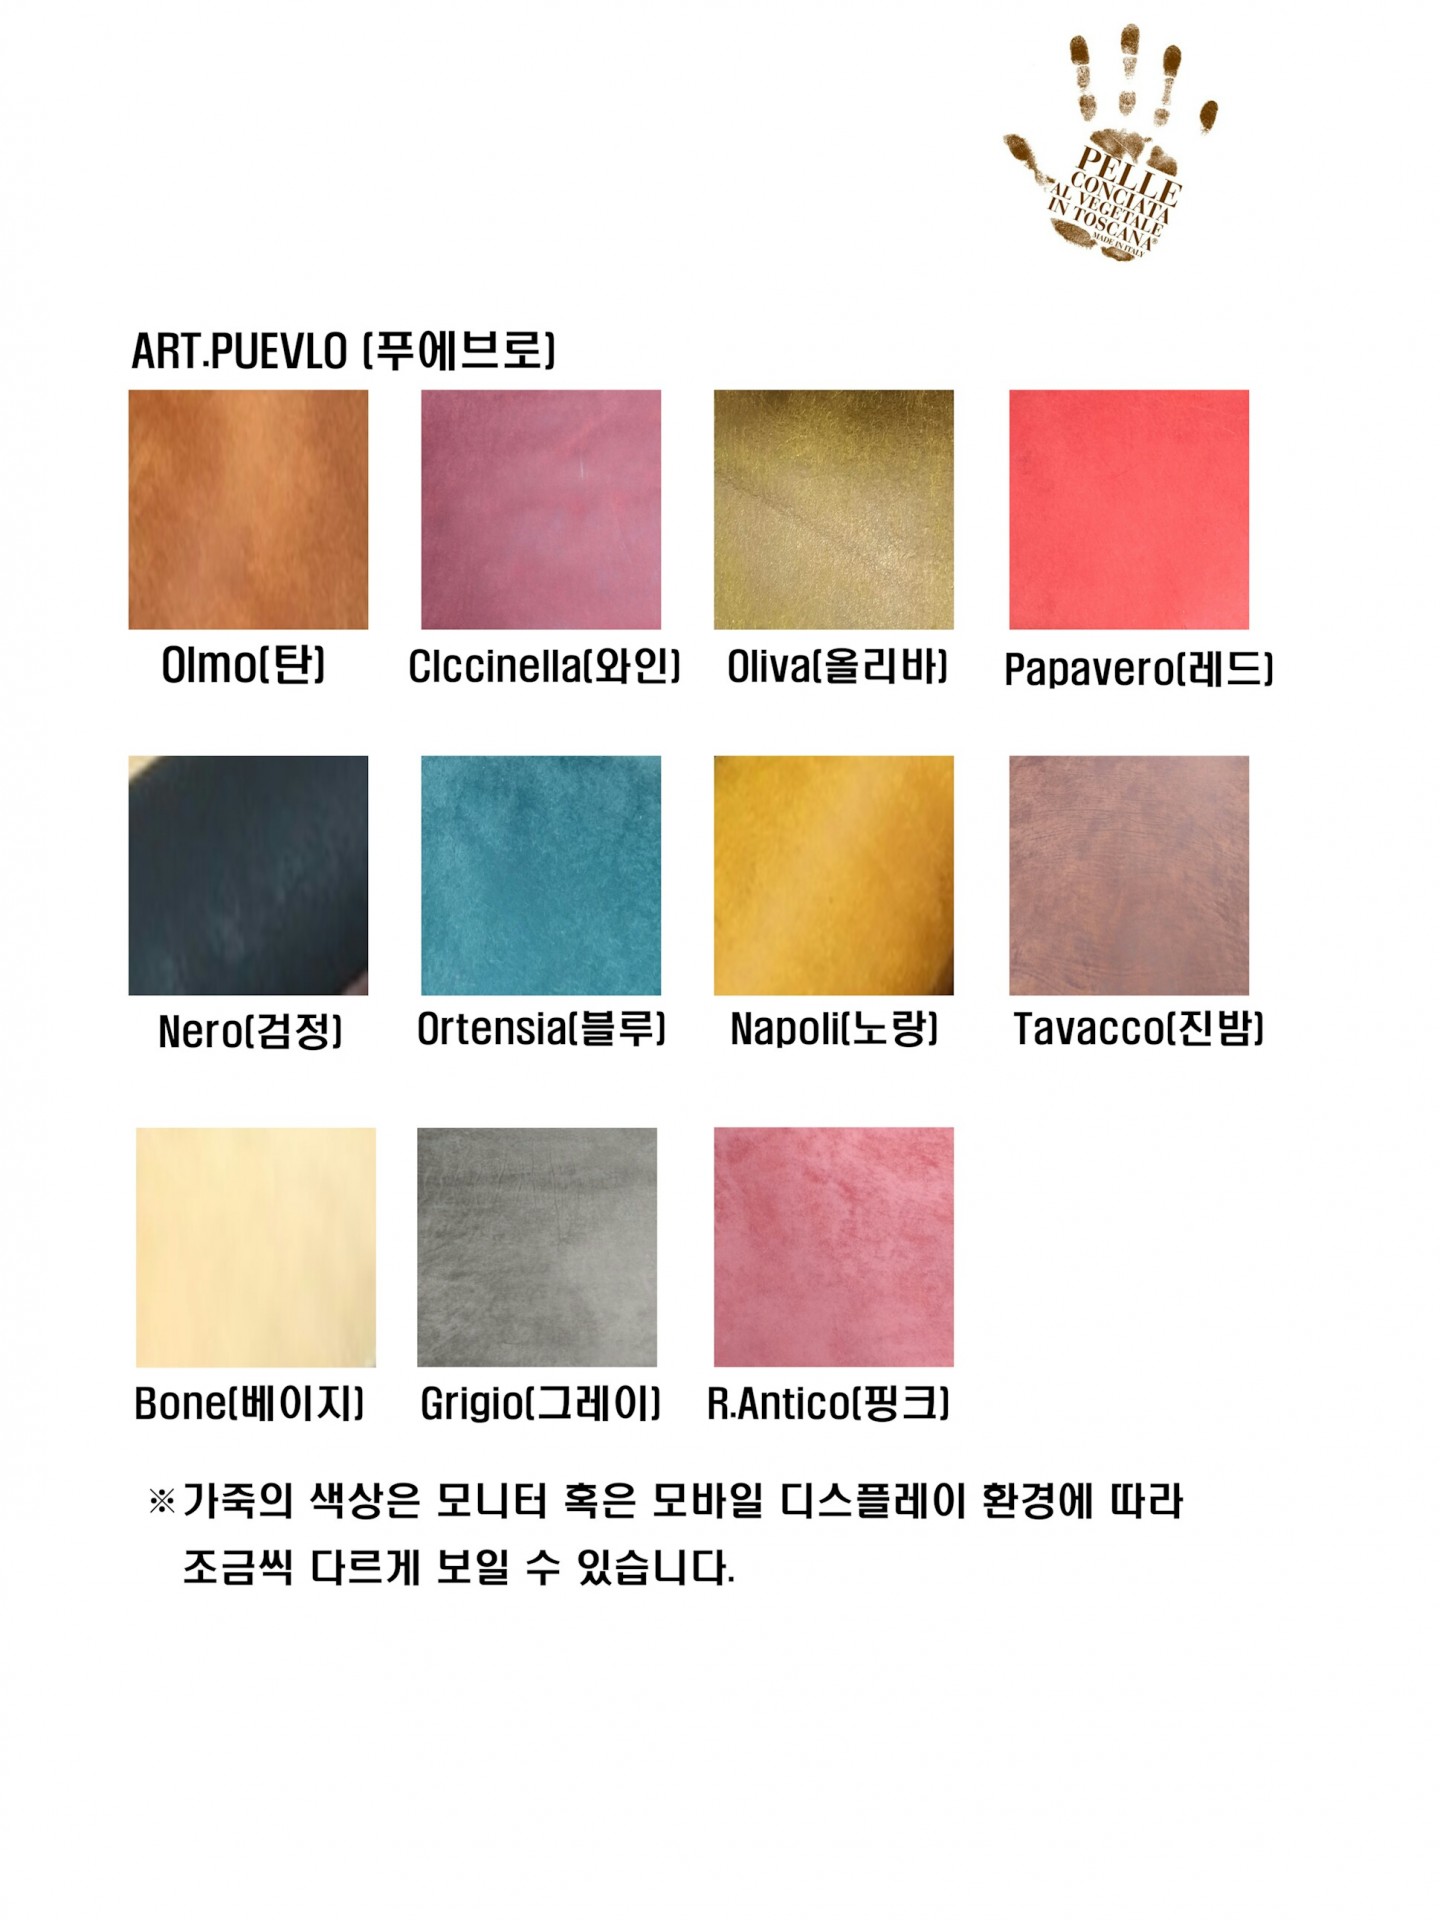 PELLE
CONCIATA
AL VEGETALE
IN TOSCANA®
MADE IN ITALY
ART.PUEVLO (푸에브로)
Olmo(탄)
CIccinella(와인)
Oliva(올리바)
Papavero(레드)
Nero(검정)
Ortensia(블루)
Napoli(노랑)
Tavacco(진밤)
Bone(베이지)
Grigio(그레이)
R.Antico(핑크)
※가죽의 색상은 모니터 혹은 모바일 디스플레이 환경에 따라
조금씩 다르게 보일 수 있습니다.